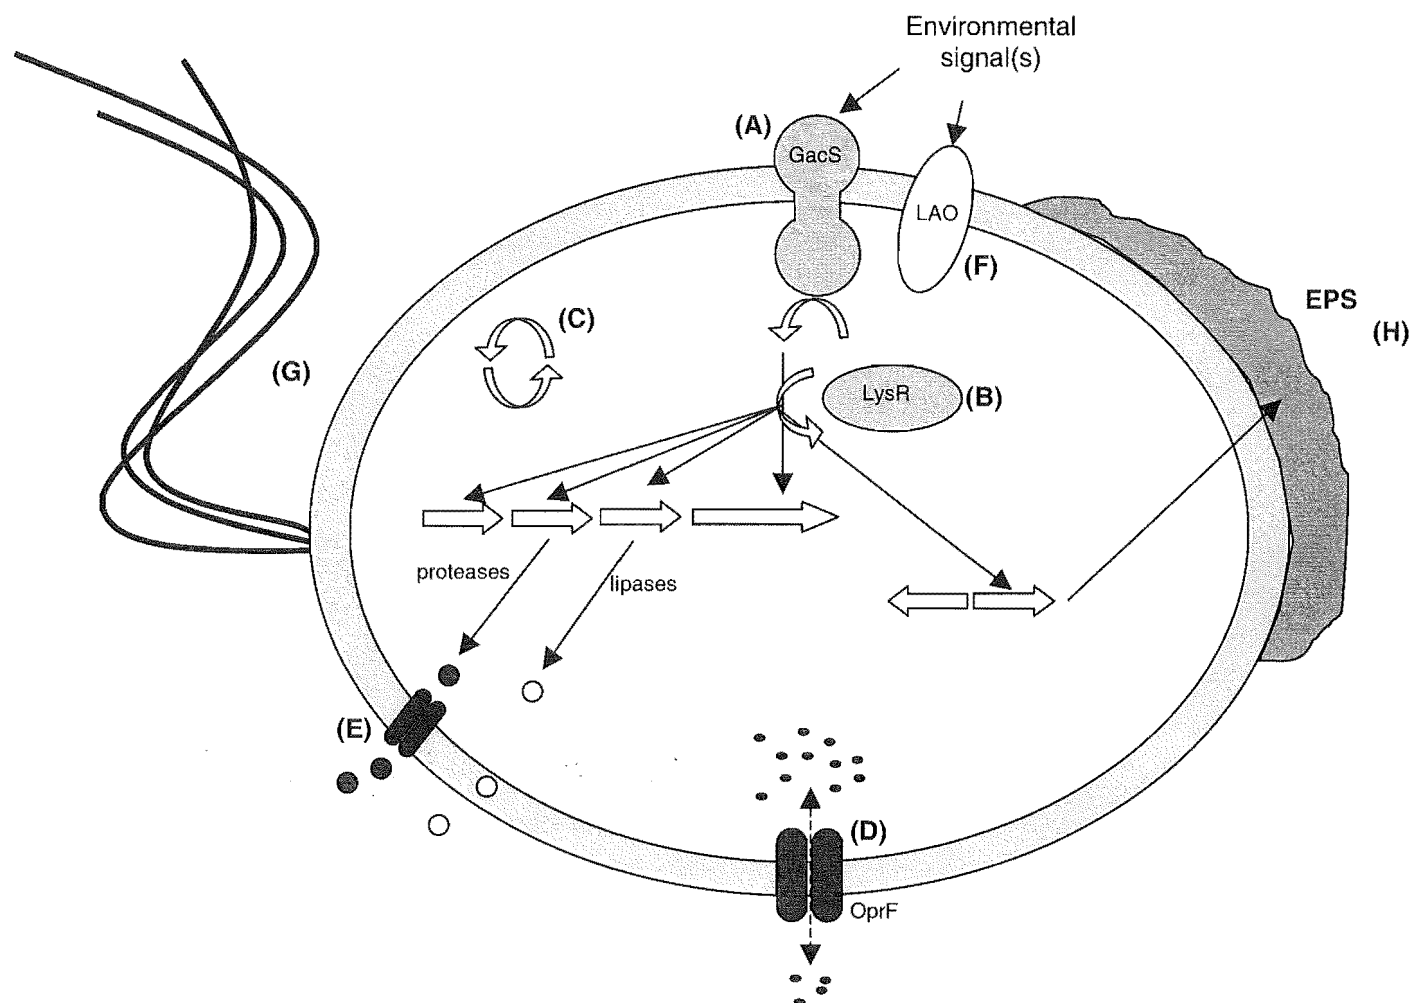 Environmental
signal(s)
(A)
GacS
LAO
(F)
EPS
(H)
(C)
(G)
LysR
(B)
proteases
lipases
(E)
(D)
OprF